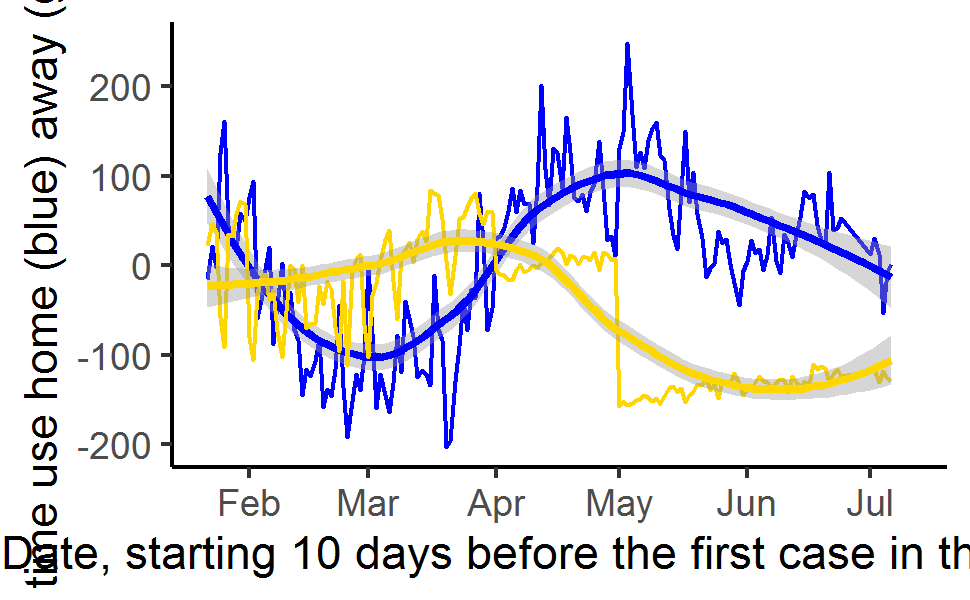 time use home (blue) away (
200
100
0
-100
-200
Feb Mar Apr May Jun Jul
Date, starting 10 days before the first case in th